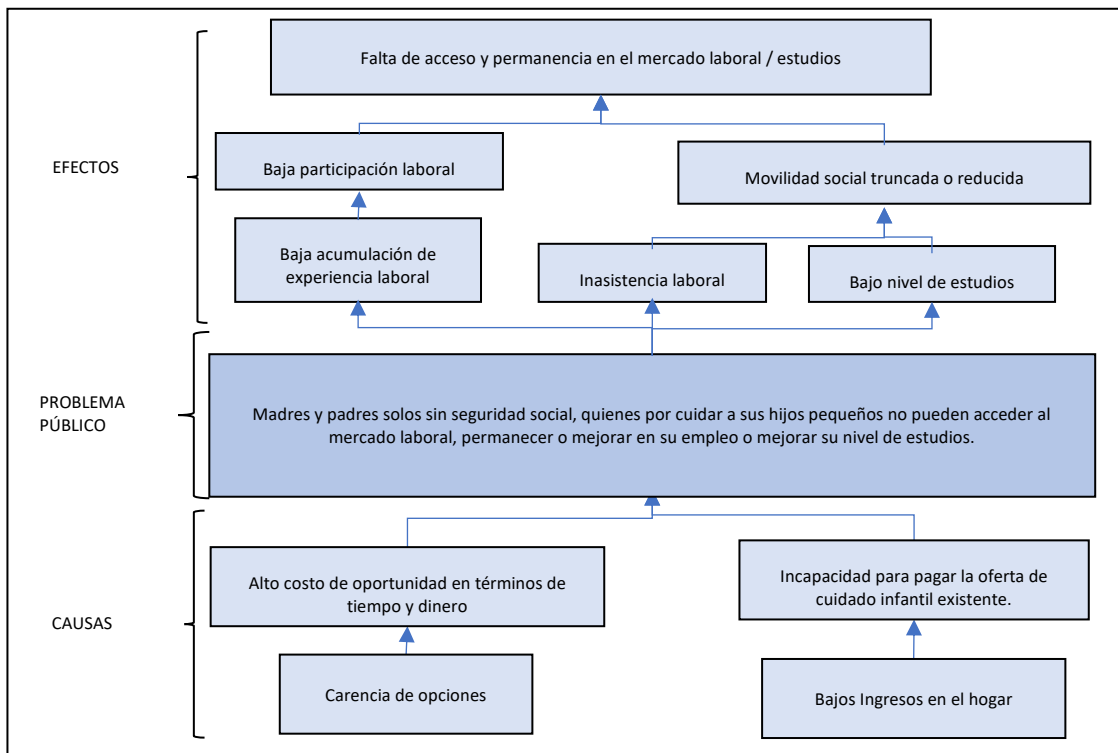 Falta de acceso y permanencia en el mercado laboral / estudios
EFECTOS
Baja participación laboral
Movilidad social truncada o reducida
Baja acumulación de
experiencia laboral
Inasistencia laboral
Bajo nivel de estudios
PROBLEMA
PÚBLICO
Madres y padres solos sin seguridad social, quienes por cuidar a sus hijos pequeños no pueden acceder al
mercado laboral, permanecer o mejorar en su empleo o mejorar su nivel de estudios.
Alto costo de oportunidad en términos de
tiempo y dinero
Incapacidad para pagar la oferta de
cuidado infantil existente.
CAUSAS
Carencia de opciones
Bajos Ingresos en el hogar